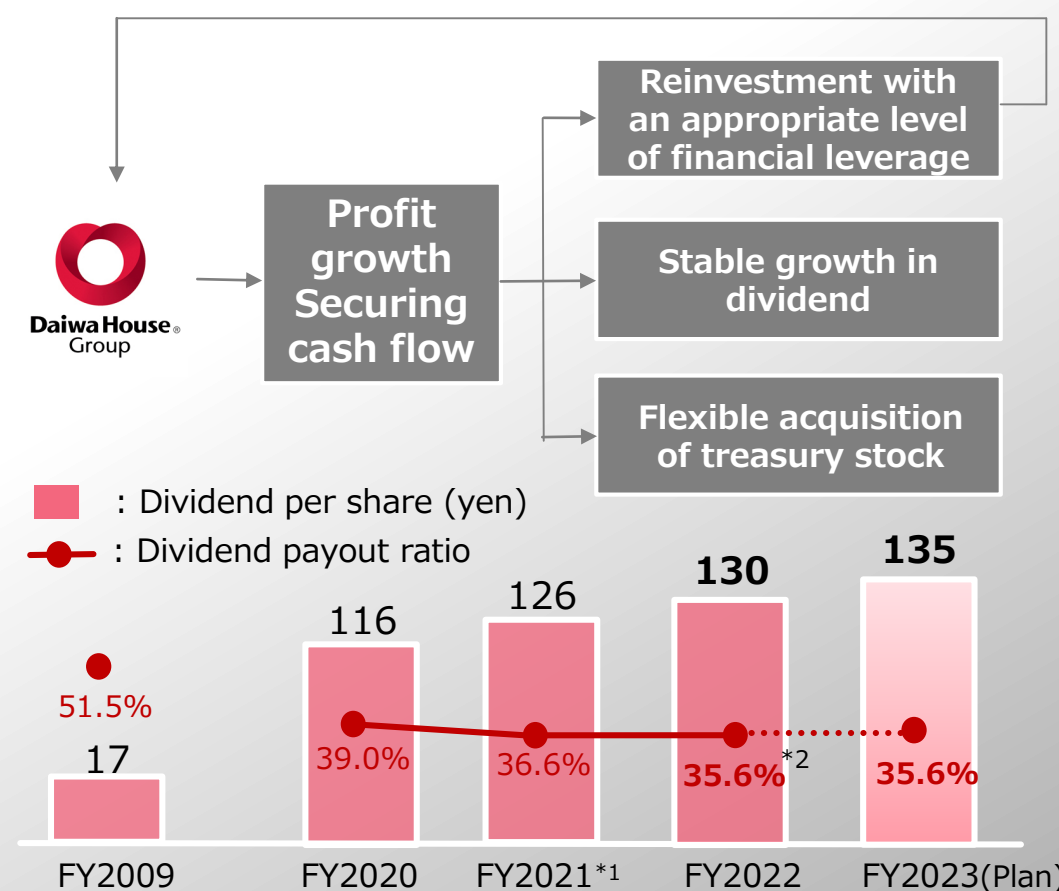 Reinvestment with
an appropriate level
of financial leverage
Profit
growth
Securing
cash flow
Stable growth in
dividend
Daiwa House®
Group
Flexible acquisition
of treasury stock
: Dividend per share (yen)
: Dividend payout ratio
51.5%
17
116
39.0%
126
36.6%
130
35.6%*2
135
35.6%
FY2009
FY2020
FY2021*1
FY2022
FY2023(Plan)